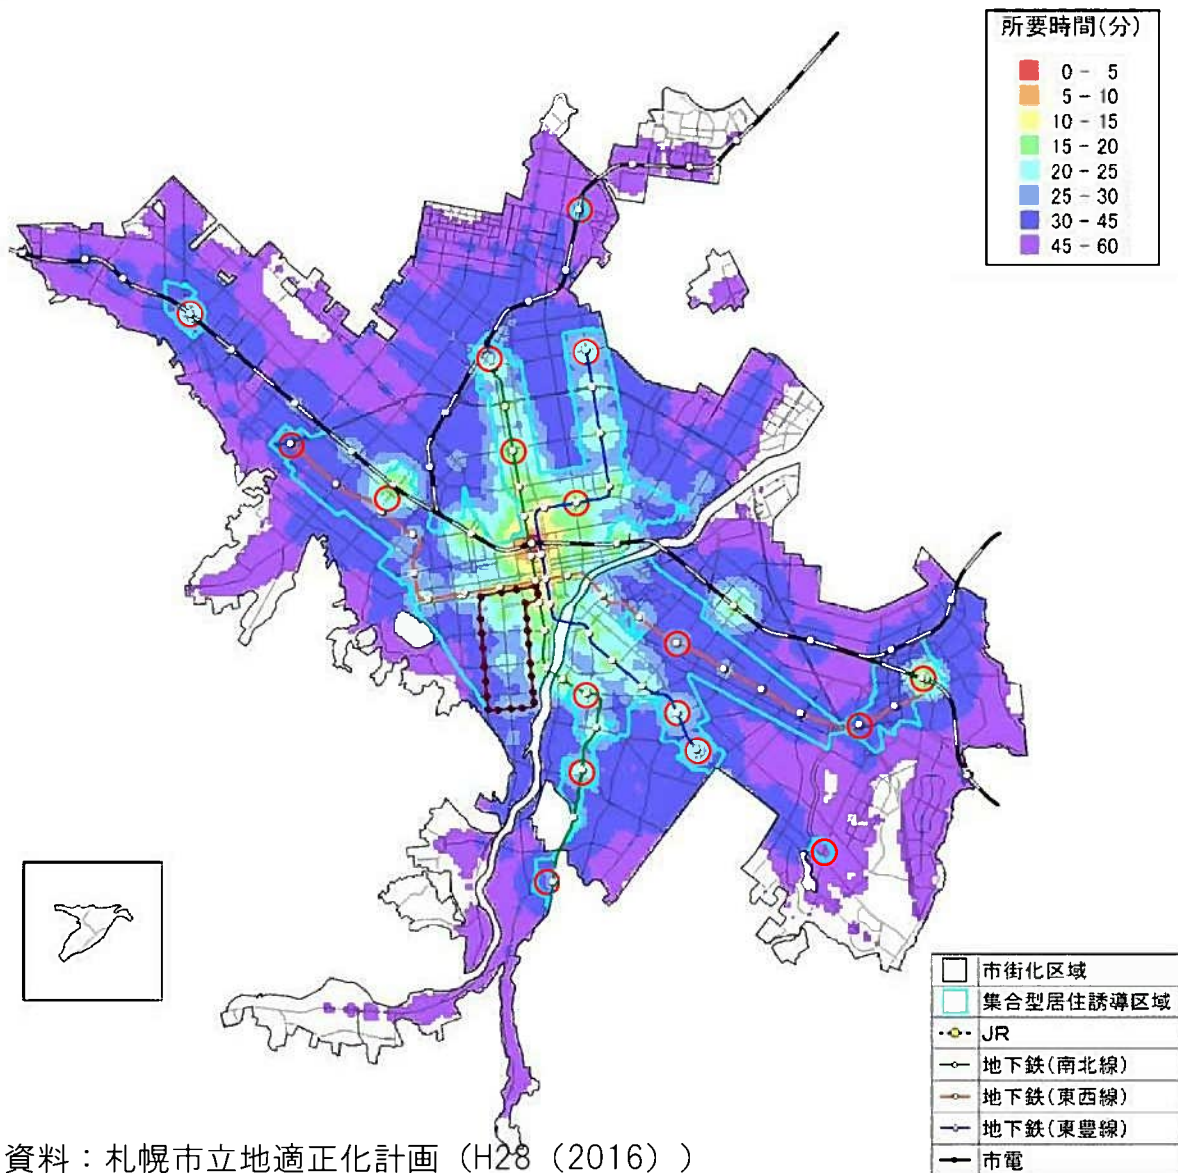 所要時間(分)
0 - 5
5 - 10
10 - 15
15 - 20
20 - 25
25 - 30
30 - 45
45 - 60
市街化区域
集合型居住誘導区域
JR
地下鉄(南北線)
地下鉄(東西線)
地下鉄(東豊線)
市電
資料：札幌市立地適正化計画（H28（2016））